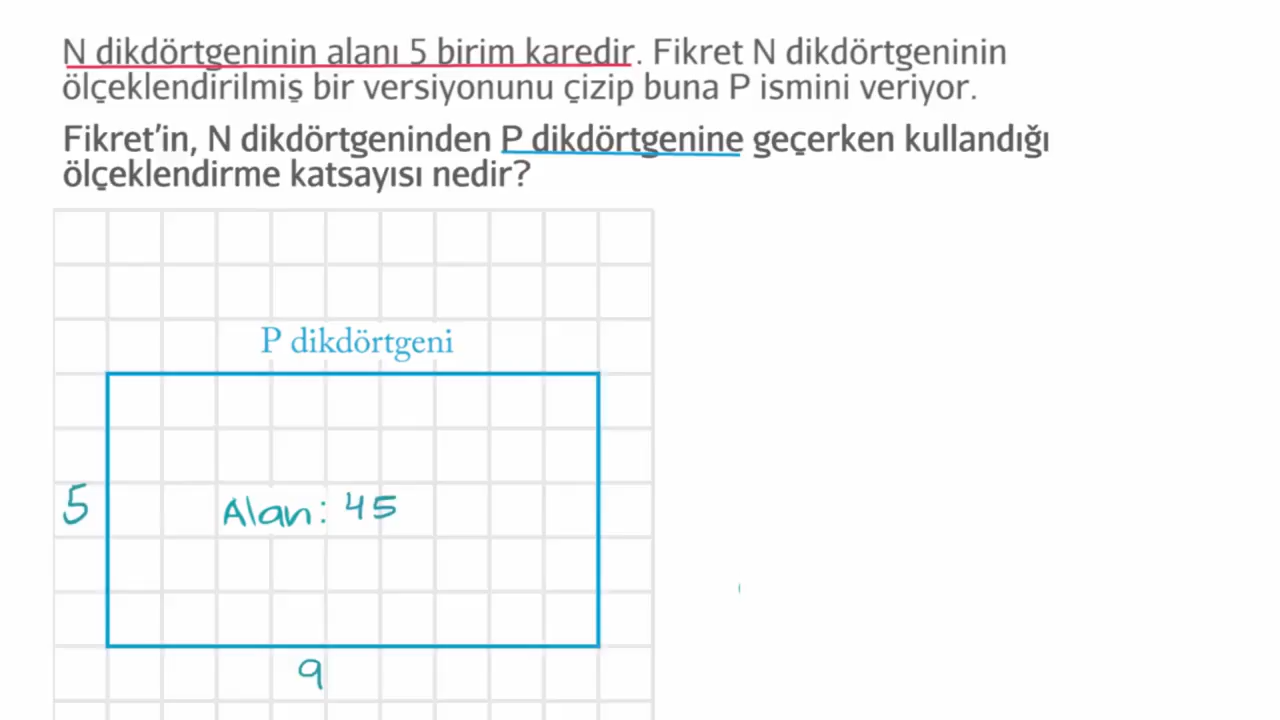 N dikdörtgeninin alanı 5 birim karedir. Fikret N dikdörtgeninin
ölçeklendirilmiş bir versiyonunu çizip buna P ismini veriyor.
Fikret'in, N dikdörtgeninden P dikdörtgenine geçerken kullandığı
ölçeklendirme katsayısı nedir?
P dikdörtgeni
5
Alan: 45
9